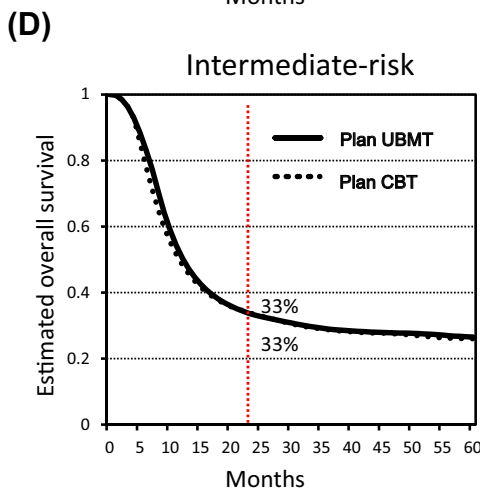 Months
(D)
Intermediate-risk
Estimated overall survival
1
0.8
0.6
0.4
0.2
0
Plan UBMT
Plan CBT
33%
33%
0 5 10 15 20 25 30 35 40 45 50 55 60
Months